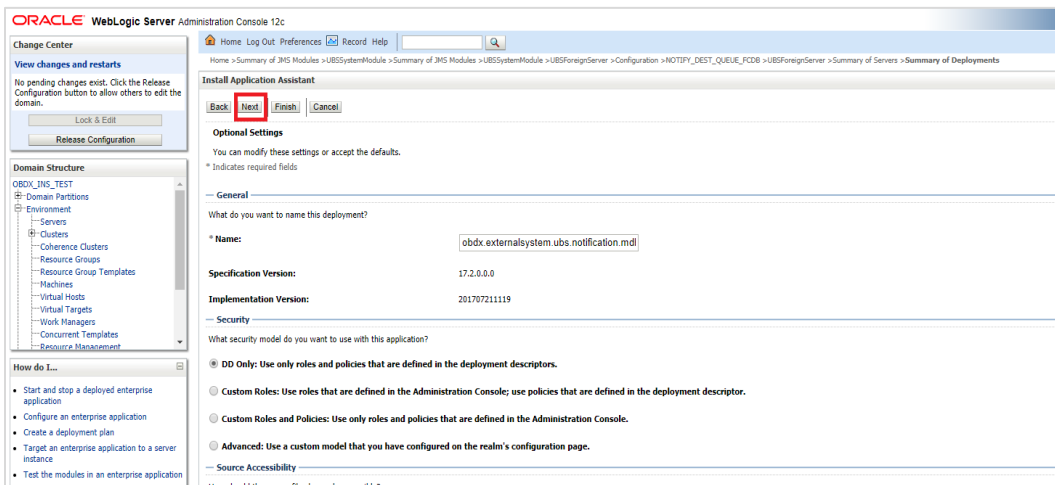 ORACLE WebLogic Server Administration Console 12c
Change Center
View changes and restarts
No pending changes exist. Click the Release
Configuration button to allow others to edit the
domain.
Lock & Edit
Release Configuration
Domain Structure
OBDX_INS_TEST
Domain Partitions
Environment
Servers
Clusters
Coherence Clusters
Resource Groups
Resource Group Templates
Machines
Virtual Hosts
Virtual Targets
Work Managers
Concurrent Templates
Resource Management
How do I...
Start and stop a deployed enterprise
application
Configure an enterprise application
Create a deployment plan
Target an enterprise application to a server
instance
Test the modules in an enterprise application
Home Log Out Preferences Record Help
Home >Summary of JMS Modules >UBSSystemModule >Summary of JMS Modules >UBSSystemModule >UBSForeignServer >Configuration >NOTIFY_DEST_QUEUE_FCDB >UBSForeignServer >Summary of Servers >Summary of Deployments
Install Application Assistant
Back Next Finish Cancel
Optional Settings
You can modify these settings or accept the defaults.
* Indicates required fields
General
What do you want to name this deployment?
* Name: obdx.externalsystem.ubs.notification.mdl
Specification Version: 17.2.0.0.0
Implementation Version: 201707211119
Security
What security model do you want to use with this application?
DD Only: Use only roles and policies that are defined in the deployment descriptors.
Custom Roles: Use roles that are defined in the Administration Console; use policies that are defined in the deployment descriptor.
Custom Roles and Policies: Use only roles and policies that are defined in the Administration Console.
Advanced: Use a custom model that you have configured on the realm's configuration page.
Source Accessibility